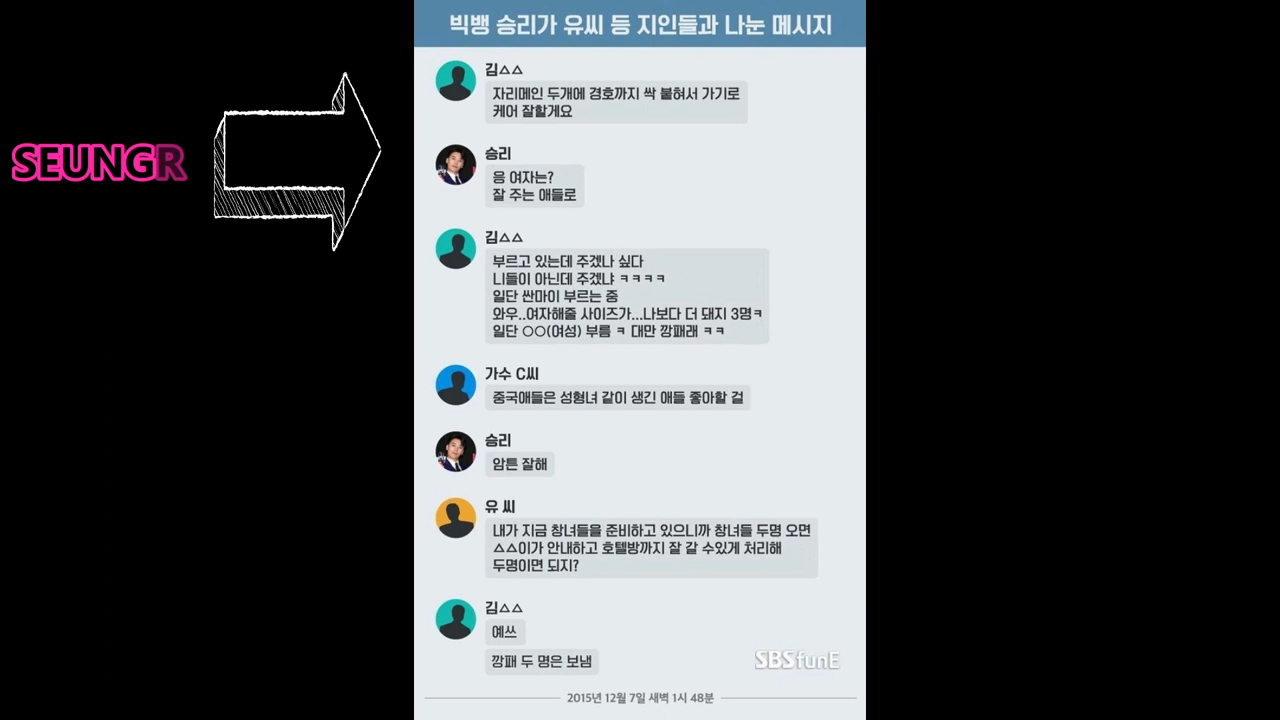 빅뱅 승리가 유씨 등 지인들과 나눈 메시지
SEUNGR
김△△
자리메인 두개에 경호까지 싹 붙혀서 가기로
케어 잘할게요
승리
응 여자는?
잘 주는 애들로
김△△
부르고 있는데 주겠나 싶다
니들이 아닌데 주겠냐 ㅋㅋㅋㅋ
일단 싼마이 부르는 중
와우..여자해줄 사이즈가...나보다 더 돼지 3명ㅋ
일단 ○○(여성) 부름 ㅋ 대만 깡패래 ㅋㅋ
가수 C씨
중국애들은 성형녀 같이 생긴 애들 좋아할 걸
승리
암튼 잘해
유 씨
내가 지금 창녀들을 준비하고 있으니까 창녀들 두명 오면
△△이가 안내하고 호텔방까지 잘 갈 수있게 처리해
두명이면 되지?
김△△
예쓰
깡패 두 명은 보냄
SBS funE
2015년 12월 7일 새벽 1시 48분